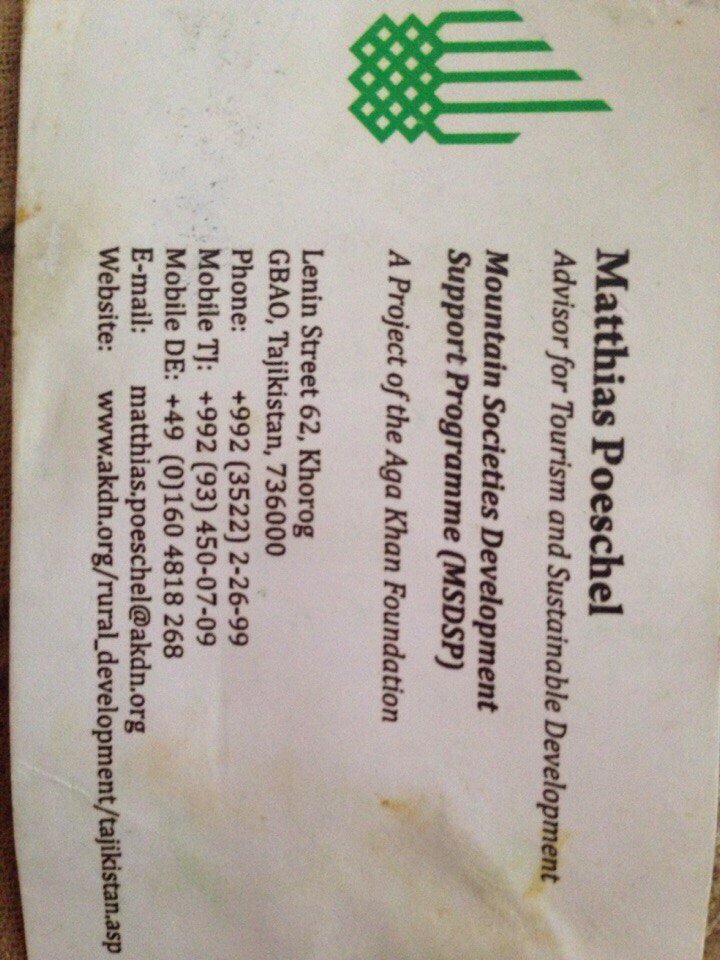 Matthias Poeschel
Advisor for Tourism and Sustainable Development
Mountain Societies Development
Support Programme (MSDSP)
A Project of the Aga Khan Foundation
Lenin Street 62, Khorog
GBAO, Tajikistan, 736000
Phone: +992 (3522) 2-26-99
Mobile TJ: +992 (93) 450-07-09
Mobile DE: +49 (0)160 4818 268
E-mail: matthias.poeschel@akdn.org
Website: www.akdn.org/rural_development/tajikistan.asp